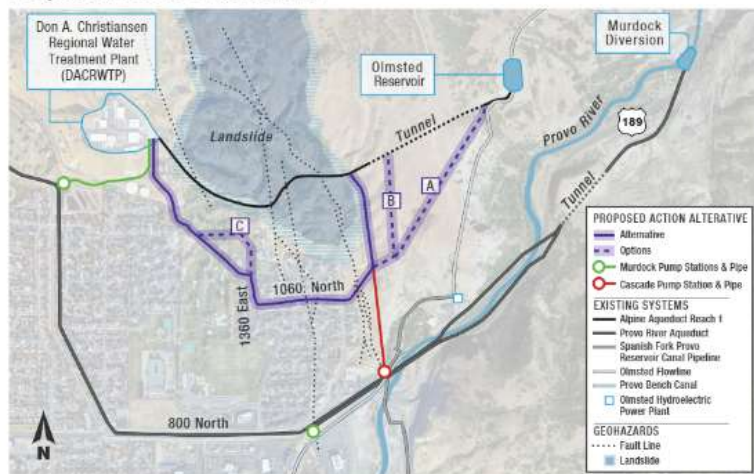 Don A. Christiansen
Regional Water
Treatment Plant
(DACRWTP)
Olmsted
Reservoir
Murdock
Diversion
Landslide
Tunnel
Provo River
189
Tunnel
A
B
C
1060 North
1360 East
800 North
N
PROPOSED ACTION ALTERATIVE
Alternative
Options
Murdock Pump Stations & Pipe
Cascade Pump Station & Pipe
EXISTING SYSTEMS
Alpine Aqueduct Reach 1
Provo River Aqueduct
Spanish Fork Provo
Reservoir Canal Pipeline
Olmsted Flowline
Provo Bench Canal
Olmsted Hydroelectric
Power Plant
GEOHAZARDS
Fault Line
Landslide